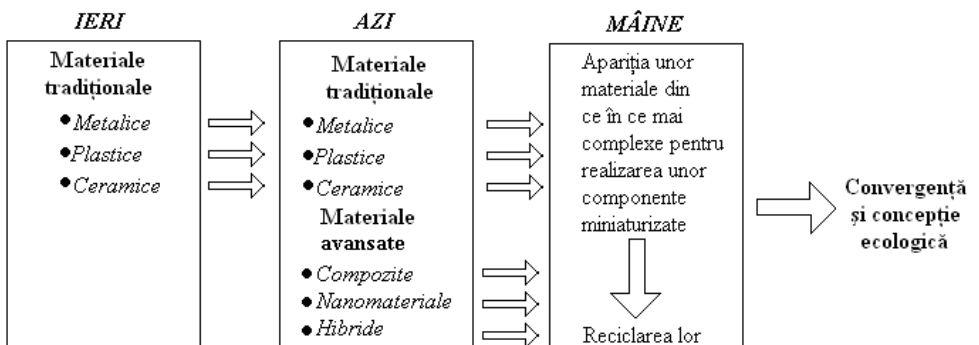 IERI
Materiale
tradiționale
Metalice
Plastice
Ceramice
AZI
Materiale
tradiționale
Metalice
Plastice
Ceramice
Materiale
avansate
Compozite
Nanomateriale
Hibride
MÂINE
Apariția unor
materiale din
ce în ce mai
complexe pentru
realizarea unor
componente
miniaturizate
Reciclarea lor
Convergență
și concepție
ecologică